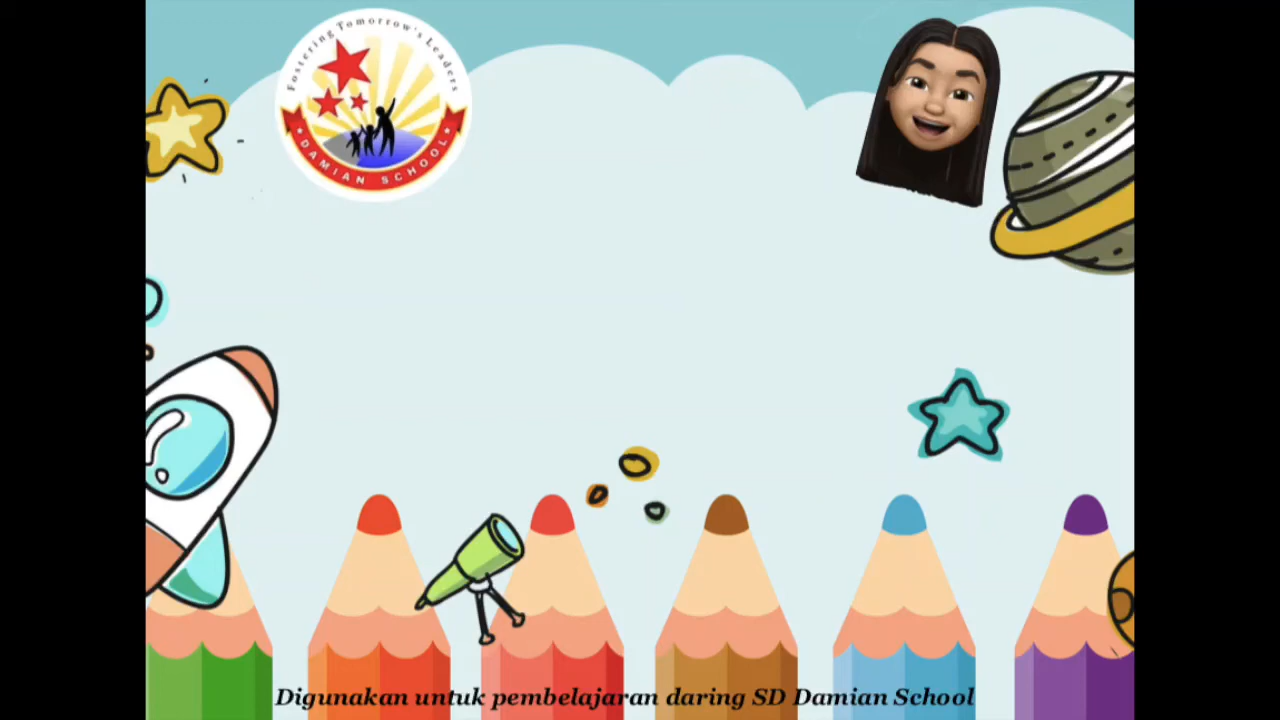 Fostering Tomorrow's Leaders
DAMIAN SCHOOL
Digunakan untuk pembelajaran daring SD Damian School